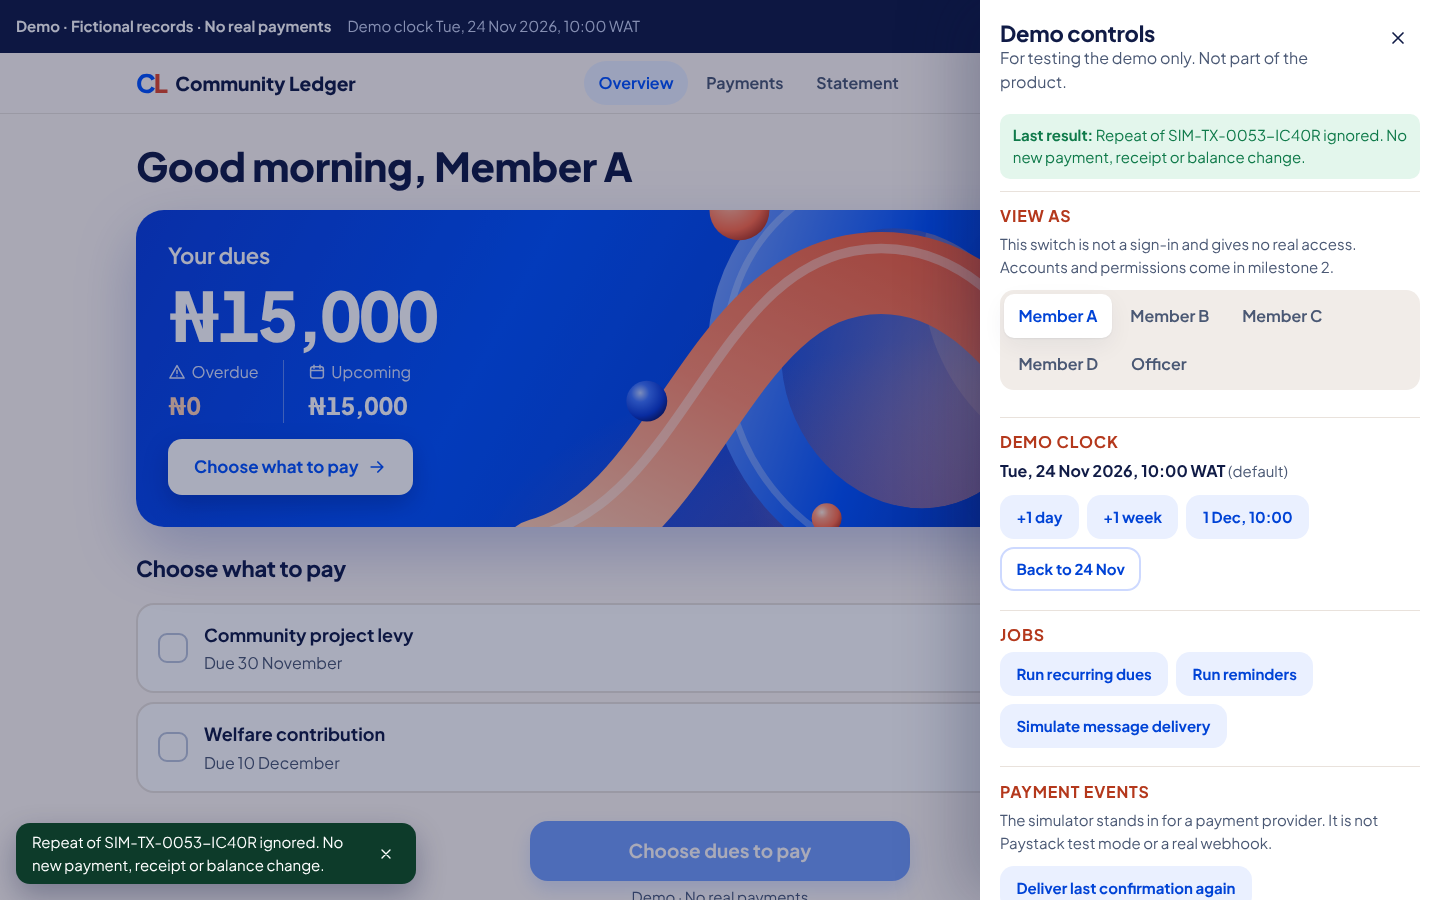 Demo · Fictional records · No real payments
Demo clock Tue, 24 Nov 2026, 10:00 WAT
CL Community Ledger
Overview
Payments
Statement
Good morning, Member A
Your dues
₦15,000
Overdue
Upcoming
₦0
₦15,000
Choose what to pay
Choose what to pay
Community project levy
Due 30 November
Welfare contribution
Due 10 December
Choose dues to pay
Demo · No real payments
Repeat of SIM-TX-0053-IC40R ignored. No
new payment, receipt or balance change.
Demo controls
For testing the demo only. Not part of the
product.
Last result: Repeat of SIM-TX-0053-IC40R ignored. No
new payment, receipt or balance change.
VIEW AS
This switch is not a sign-in and gives no real access.
Accounts and permissions come in milestone 2.
Member A
Member B
Member C
Member D
Officer
DEMO CLOCK
Tue, 24 Nov 2026, 10:00 WAT (default)
+1 day
+1 week
1 Dec, 10:00
Back to 24 Nov
JOBS
Run recurring dues
Run reminders
Simulate message delivery
PAYMENT EVENTS
The simulator stands in for a payment provider. It is not
Paystack test mode or a real webhook.
Deliver last confirmation again